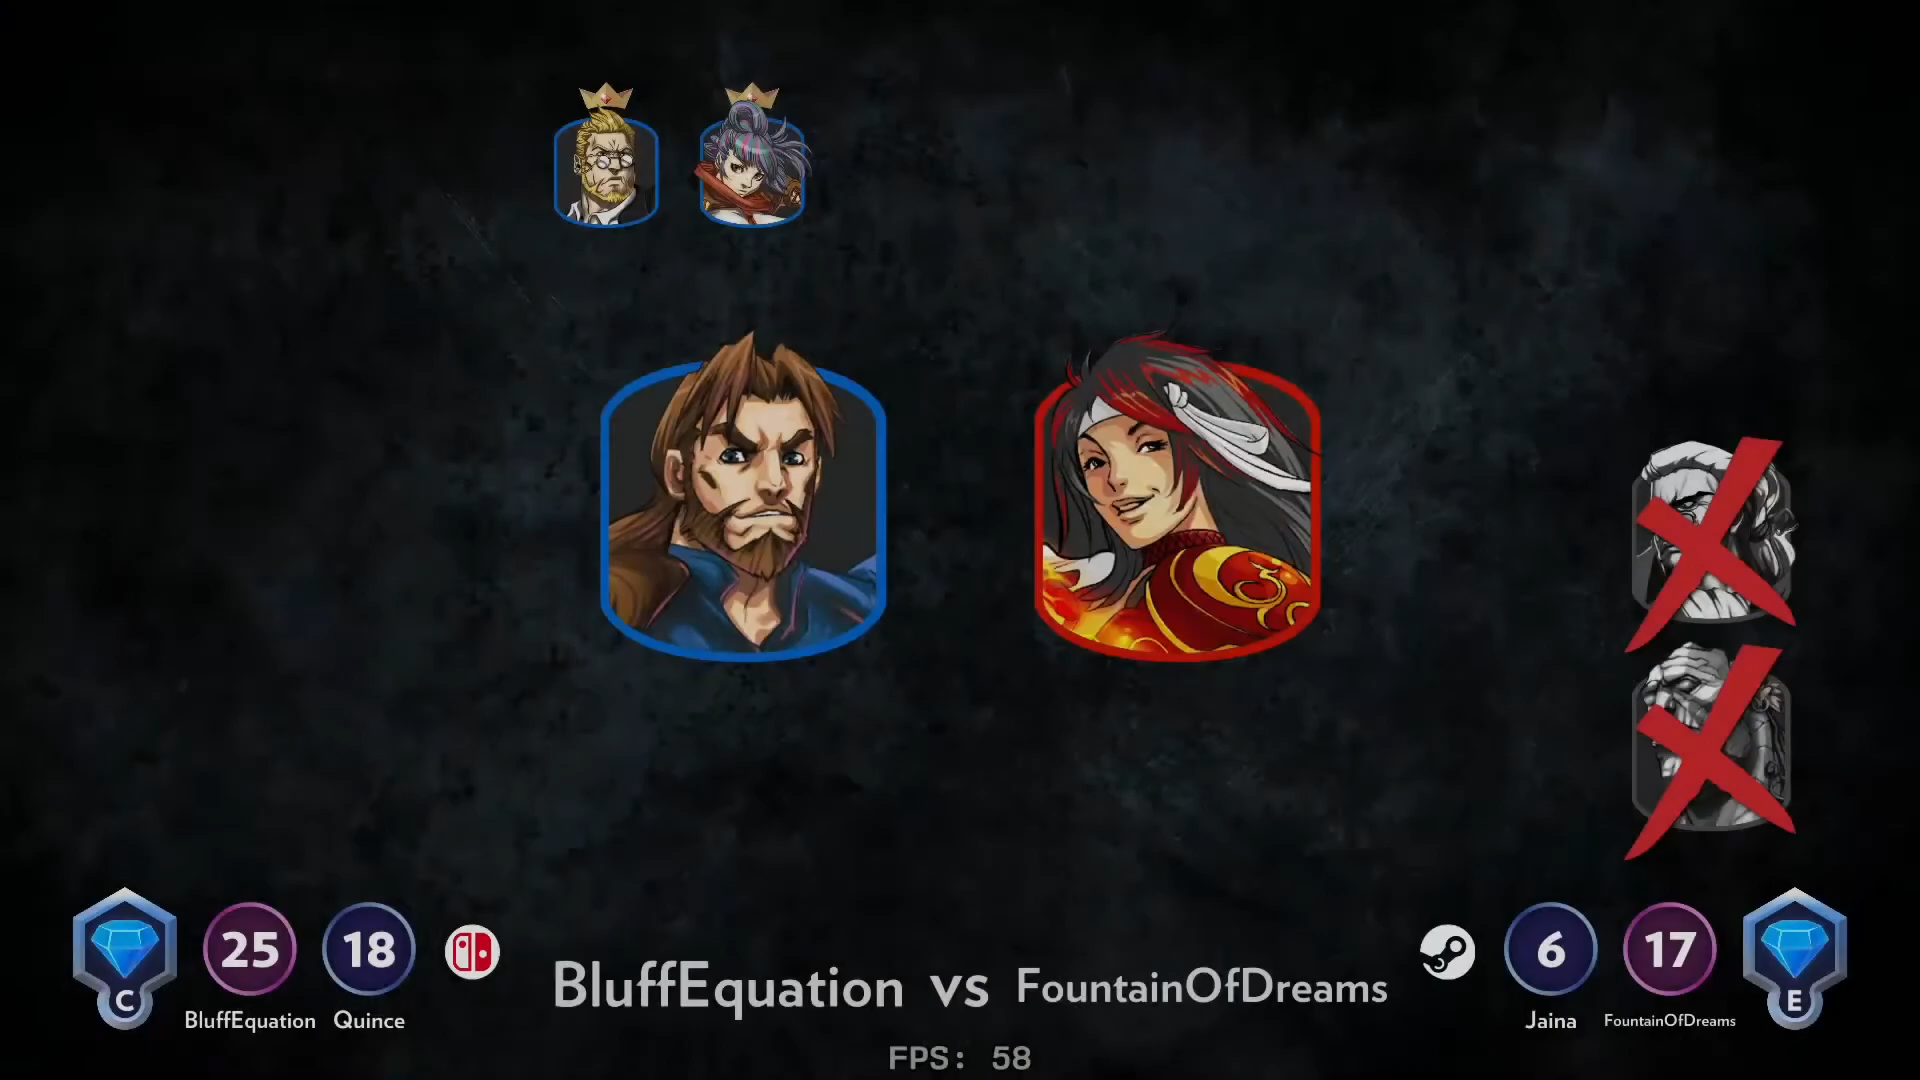 25
18
BluffEquation vs FountainOfDreams
6
17
C
BluffEquation
Quince
Jaina
FountainOfDreams
E
FPS: 58